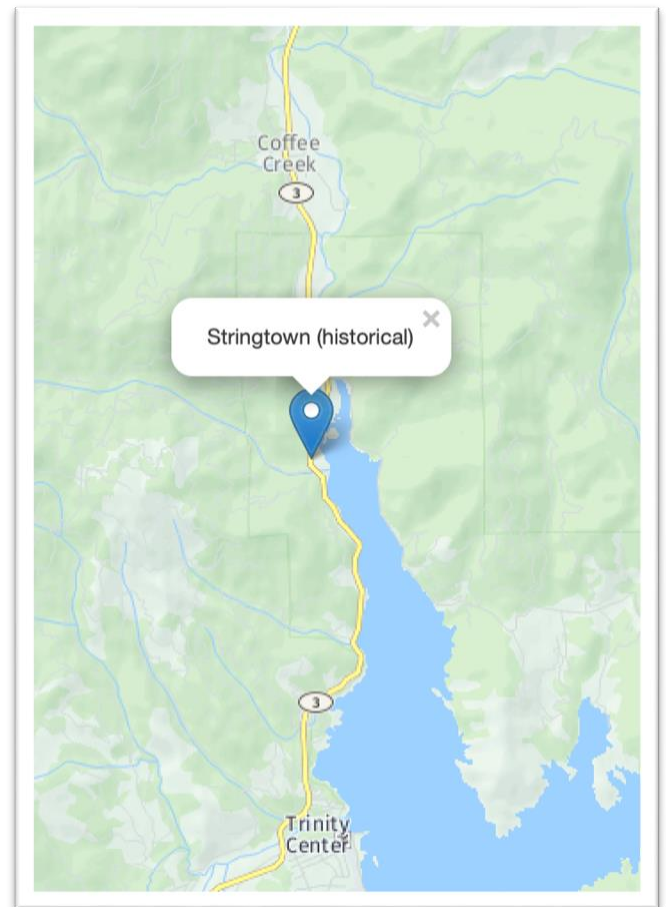 Coffee
Creek
3
Stringtown (historical)
×
3
Trinity
Center